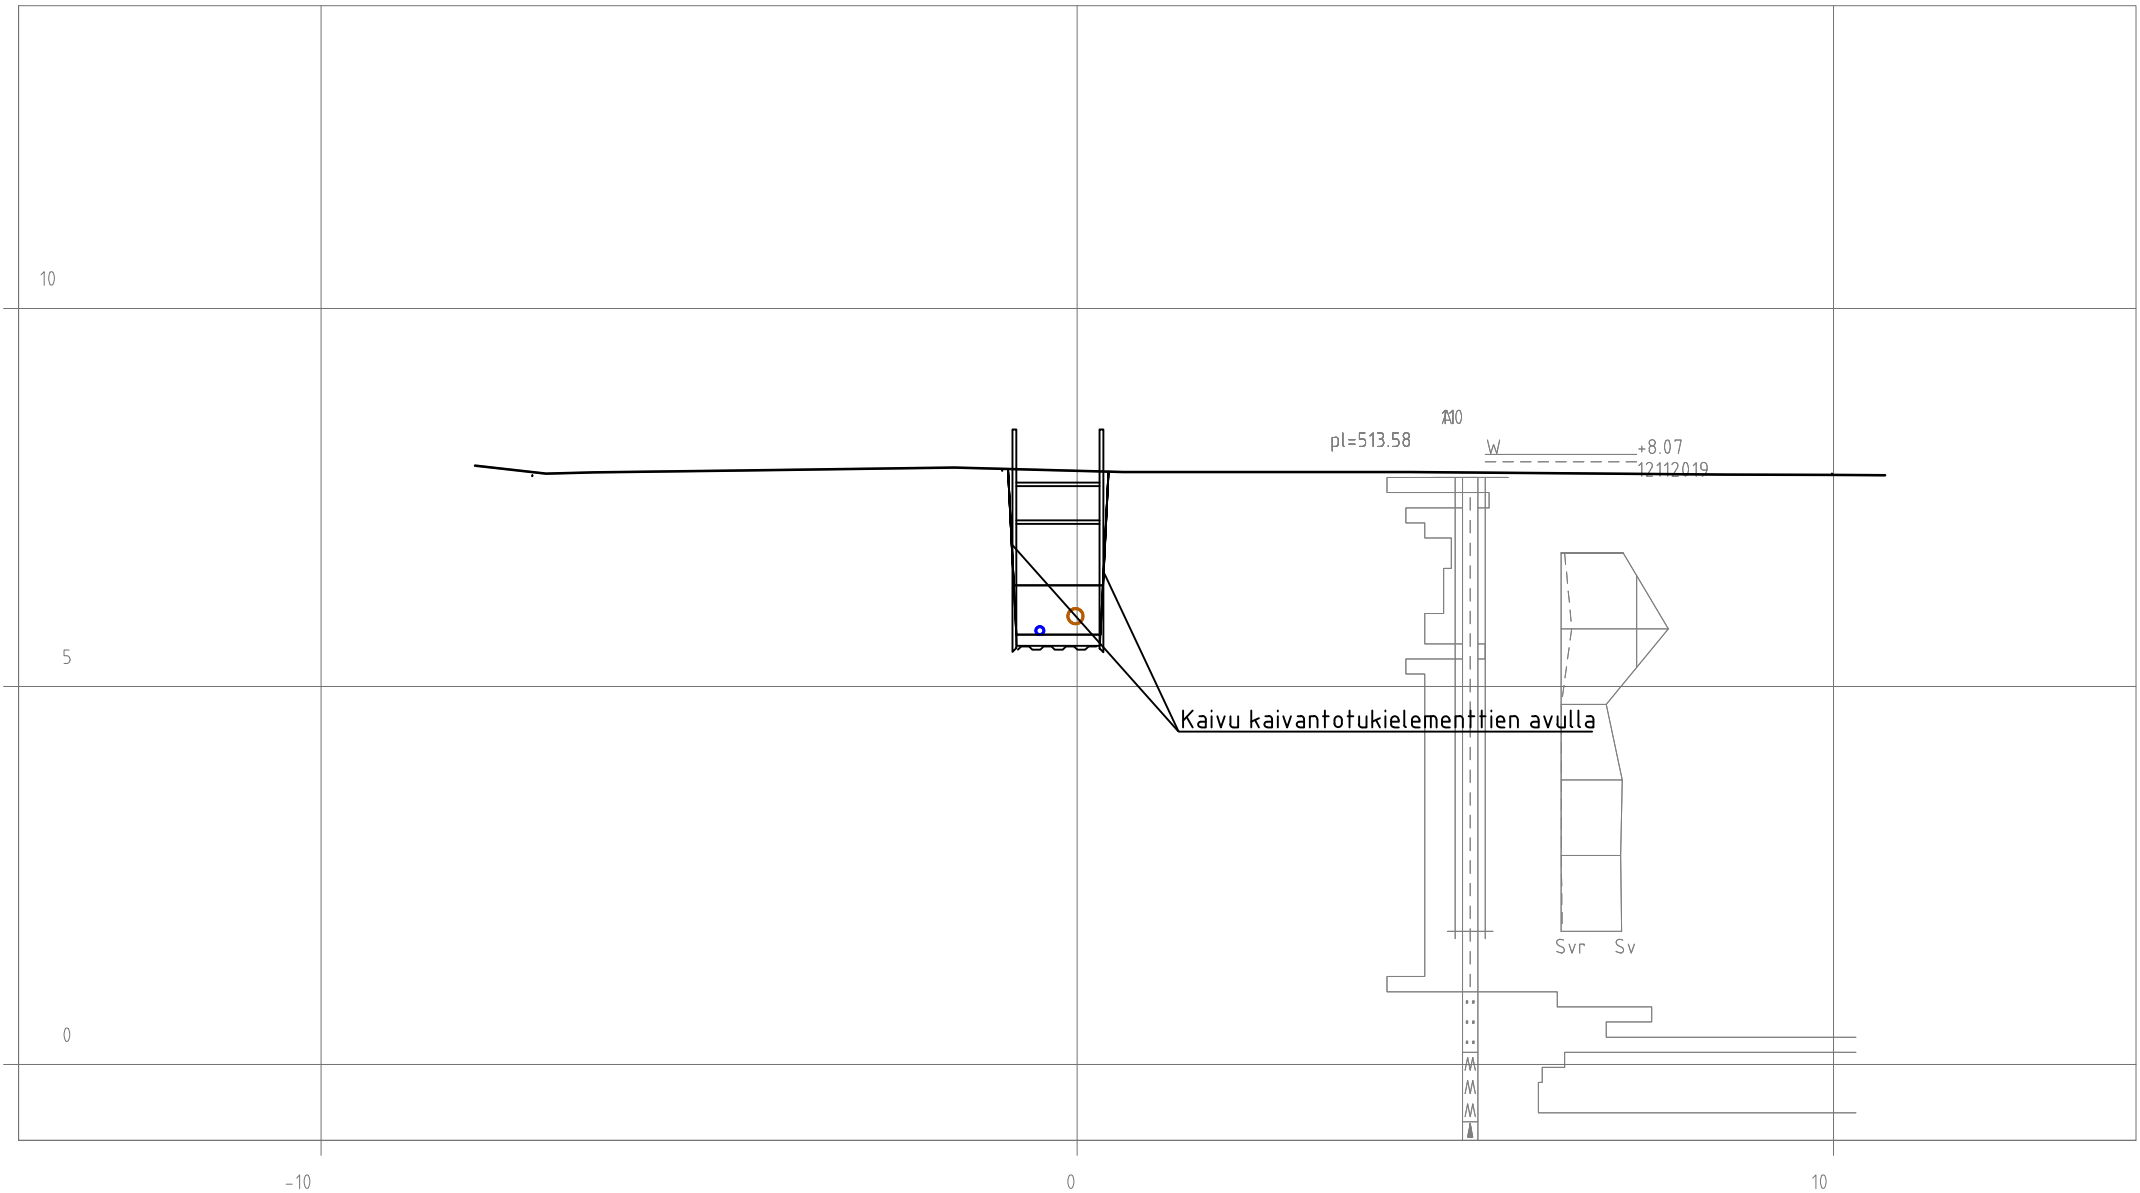 10
pl=513.58
W
+8.07
12112019
5
Kaivu kaivantotukielementtien avulla
Svr
Sv
0
-10
0
10